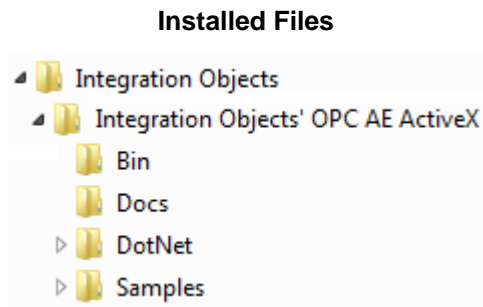 Installed Files
Integration Objects
Integration Objects' OPC AE ActiveX
Bin
Docs
DotNet
Samples